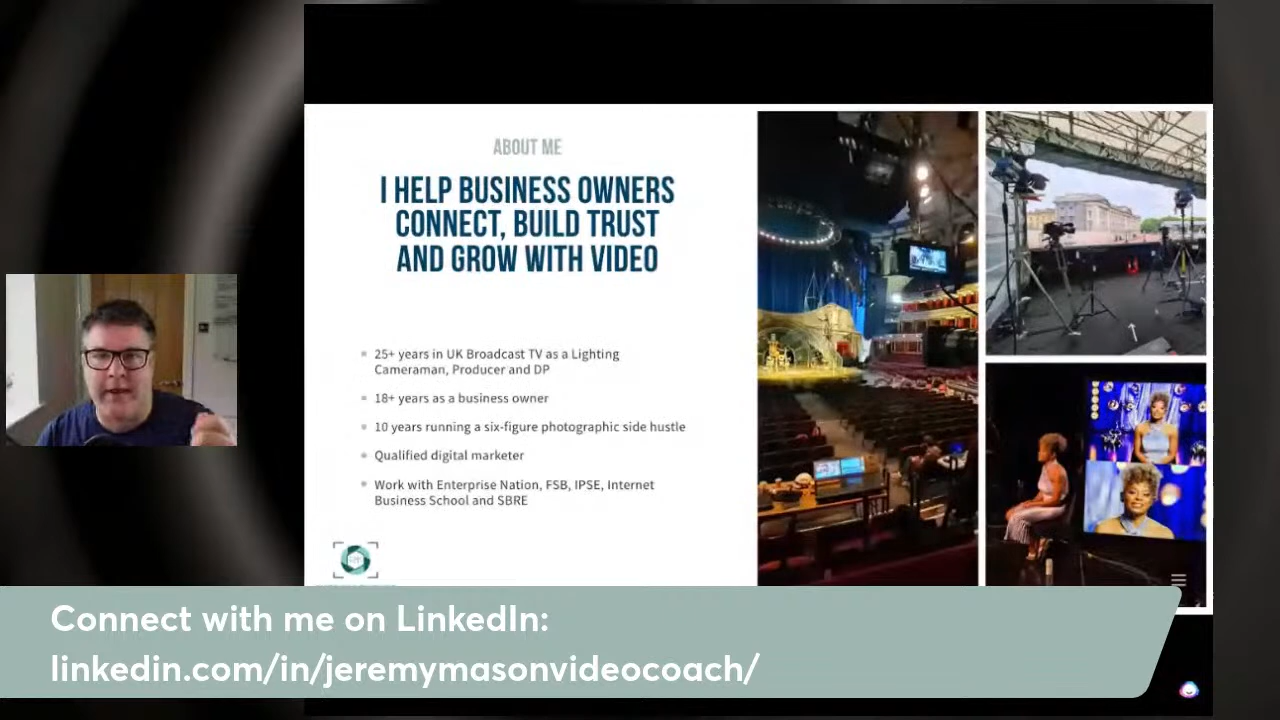 ABOUT ME
I HELP BUSINESS OWNERS
CONNECT, BUILD TRUST
AND GROW WITH VIDEO
25+ years in UK Broadcast TV as a Lighting
Cameraman, Producer and DP
18+ years as a business owner
10 years running a six-figure photographic side hustle
Qualified digital marketer
Work with Enterprise Nation, FSB, IPSE, Internet
Business School and SBRE
Connect with me on LinkedIn:
linkedin.com/in/jeremymasonvideocoach/